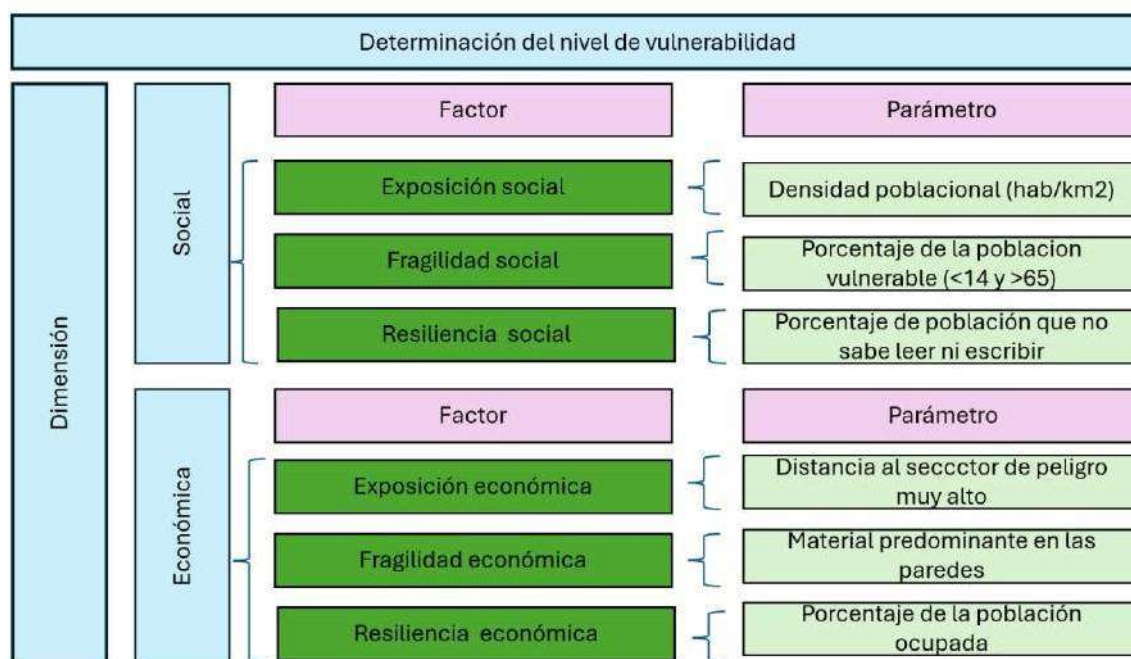 Determinación del nivel de vulnerabilidad
Dimensión
Social
Factor
Parámetro
Exposición social
Densidad poblacional (hab/km2)
Fragilidad social
Porcentaje de la poblacion
vulnerable (<14 y >65)
Resiliencia social
Porcentaje de población que no
sabe leer ni escribir
Económica
Factor
Parámetro
Exposición económica
Distancia al seccctor de peligro
muy alto
Fragilidad económica
Material predominante en las
paredes
Resiliencia económica
Porcentaje de la población
ocupada